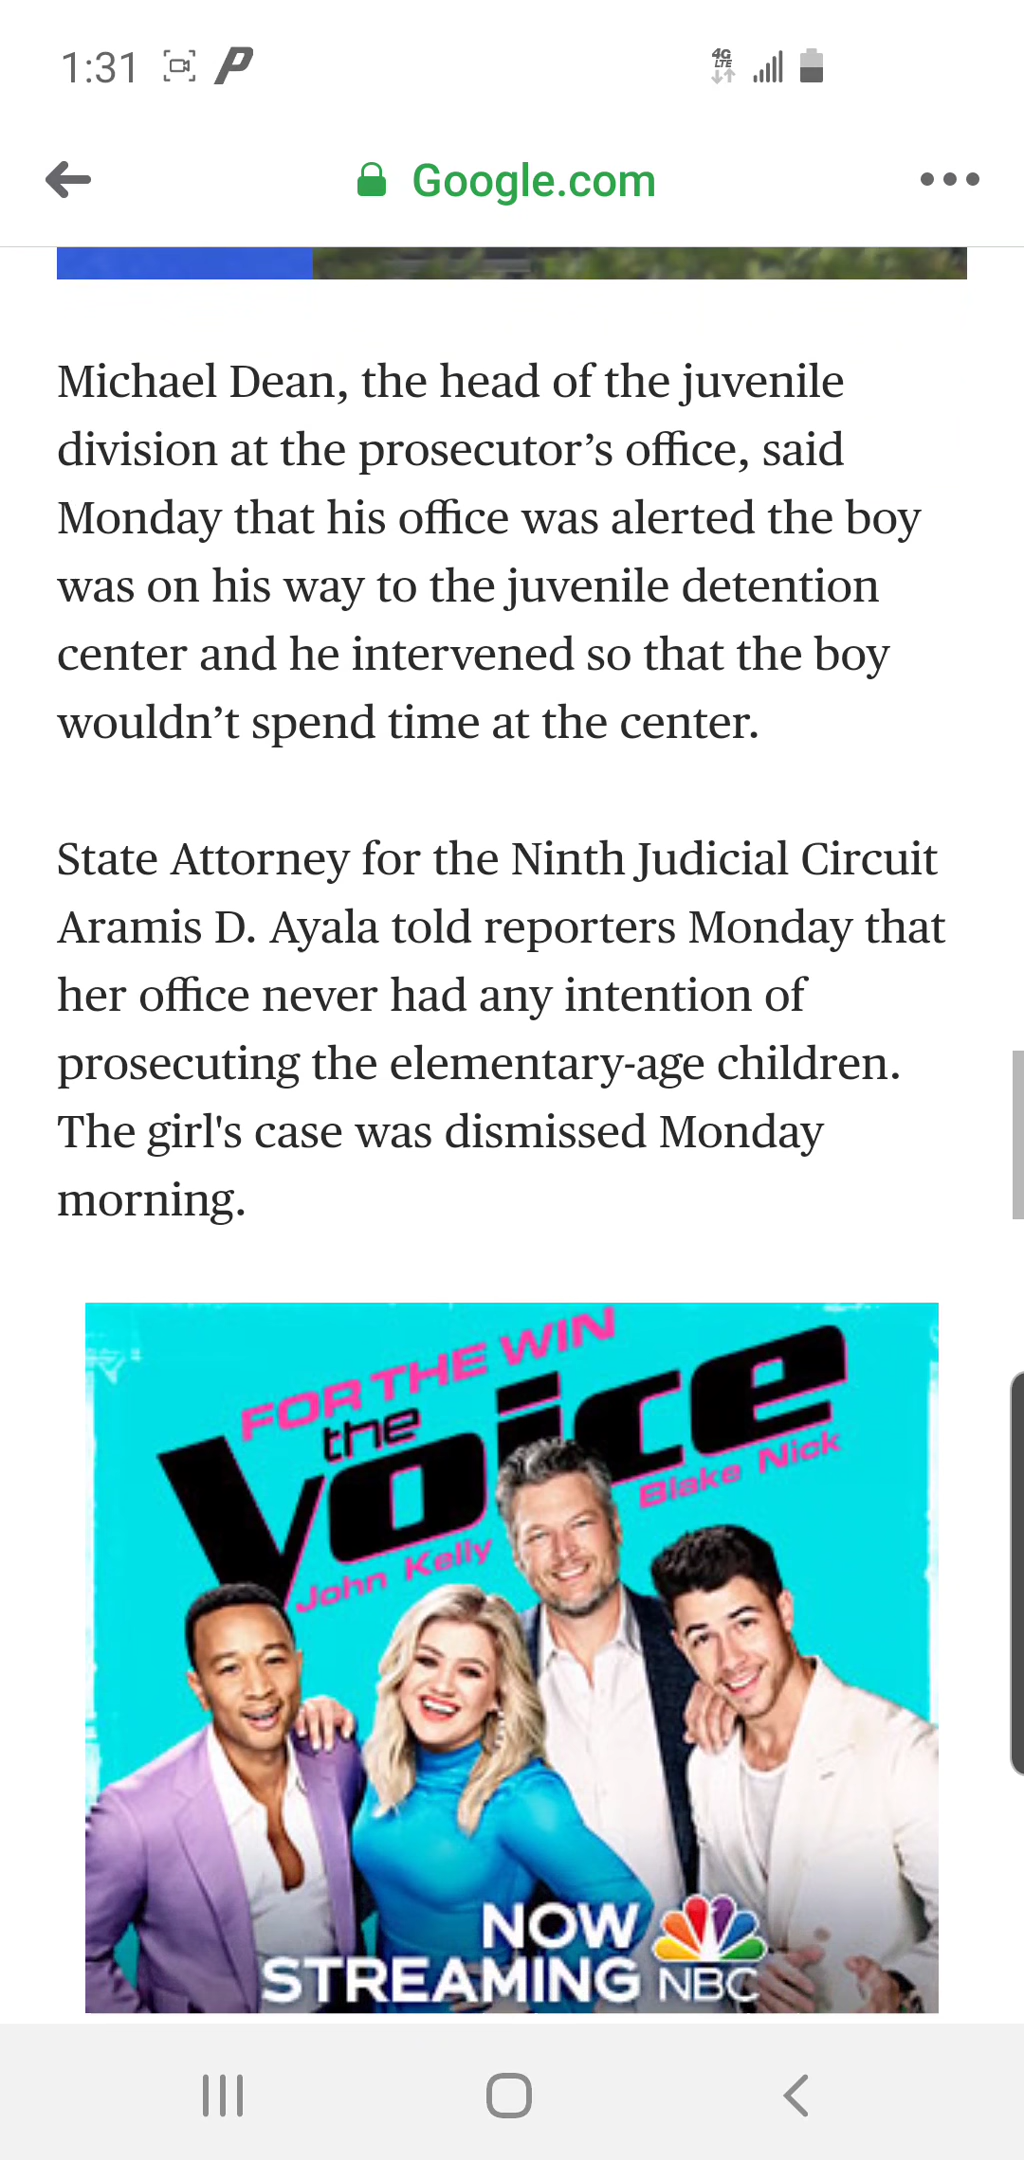 1:31
4G
LTE
Google.com
Michael Dean, the head of the juvenile
division at the prosecutor’s office, said
Monday that his office was alerted the boy
was on his way to the juvenile detention
center and he intervened so that the boy
wouldn’t spend time at the center.
State Attorney for the Ninth Judicial Circuit
Aramis D. Ayala told reporters Monday that
her office never had any intention of
prosecuting the elementary-age children.
The girl's case was dismissed Monday
morning.
FOR THE WIN
the
Voice
Blake Nick
John Kelly
NOW
STREAMING NBC